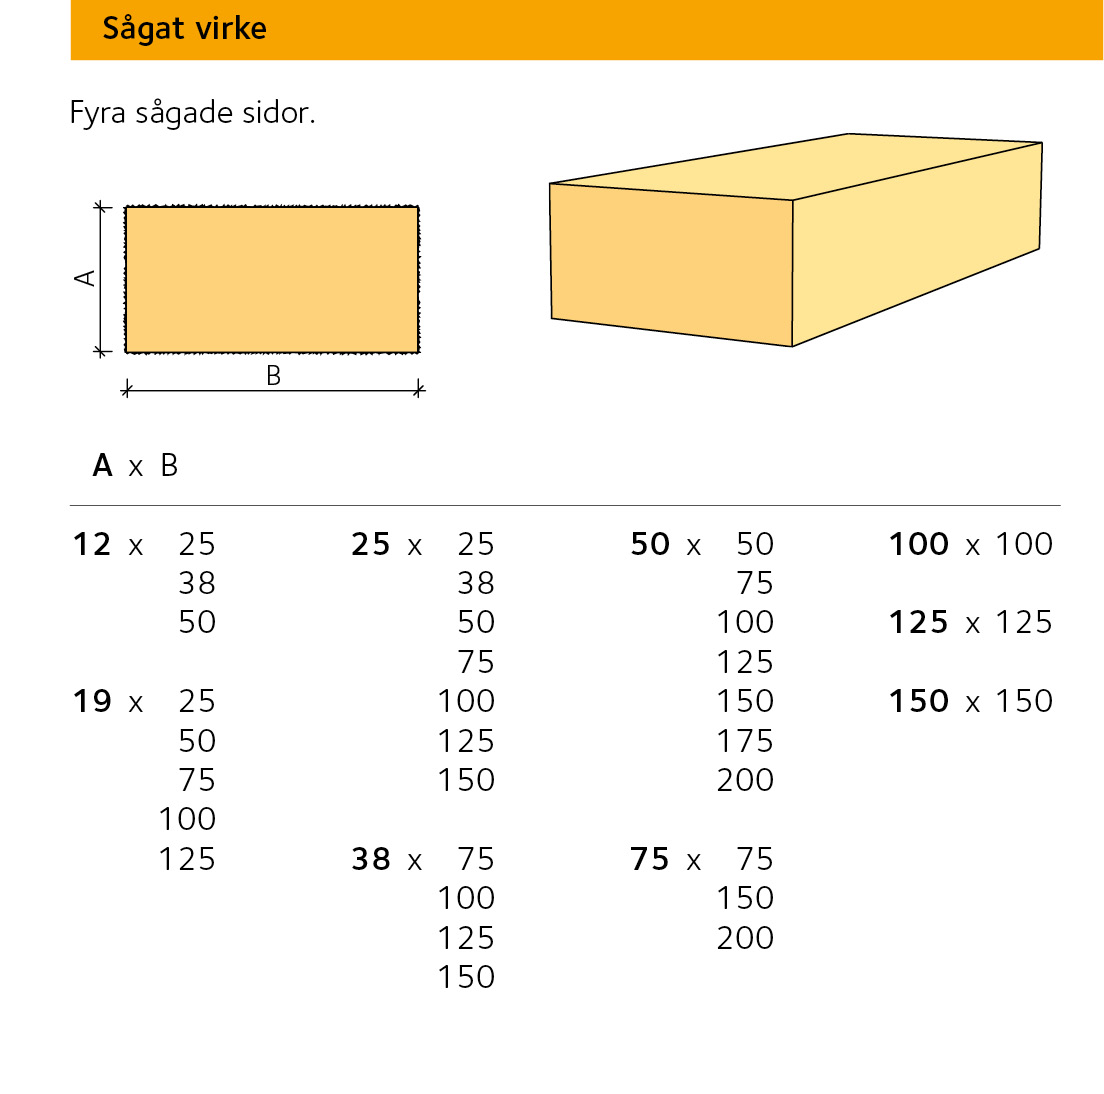 Sågat virke
Fyra sågade sidor.
A
B
A x B
12 x 25
38
50
19 x 25
50
75
100
125
25 x 25
38
50
75
100
125
150
38 x 75
100
125
150
50 x 50
75
100
125
150
175
200
75 x 75
150
200
100 x 100
125 x 125
150 x 150